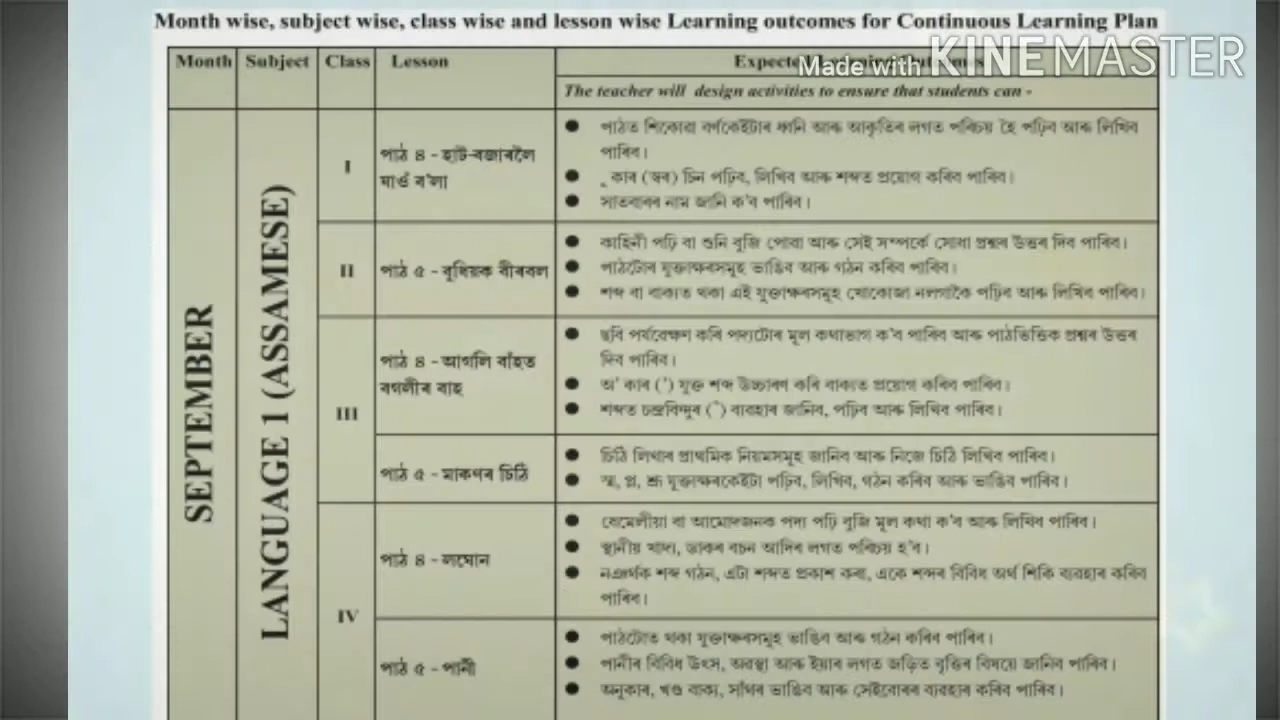 Month wise, subject wise, class wise and lesson wise Learning outcomes for Continuous Learning Plan
Made with KINEMASTER
Month Subject Class Lesson
The teacher will design activities to ensure that students can -
SEPTEMBER
LANGUAGE 1 (ASSAMESE)
I
পাঠ ৪ - হাট-বজাৰলৈ
যাওঁ ব'লা
● পাঠত শিকোৱা বৰ্ণকেইটাৰ ধ্বনি আৰু আকৃতিৰ লগত পৰিচয় হৈ পঢ়িব আৰু লিখিব
পাৰিব।
● ূ কাৰ (স্বৰ) চিন পঢ়িব, লিখিব আৰু শব্দত প্ৰয়োগ কৰিব পাৰিব।
● সাতবাৰৰ নাম জানি ক'ব পাৰিব।
II
পাঠ ৫ - বুধিয়ক বীৰবল
● কাহিনী পঢ়ি বা শুনি বুজি পোৱা আৰু সেই সম্পৰ্কে সোধা প্ৰশ্নৰ উত্তৰ দিব পাৰিব।
● পাঠটোৰ যুক্তাক্ষৰসমূহ ভাঙিব আৰু গঠন কৰিব পাৰিব।
● শব্দ বা বাক্যত থকা এই যুক্তাক্ষৰসমূহ খোকোজা নলগাকৈ পঢ়িব আৰু লিখিব পাৰিব।
III
পাঠ ৪ - আগলি বাঁহত
বগলীৰ বাহ
● ছবি পৰ্যবেক্ষণ কৰি পদ্যটোৰ মূল কথাভাগ ক'ব পাৰিব আৰু পাঠভিত্তিক প্ৰশ্নৰ উত্তৰ
দিব পাৰিব।
● অ' কাৰ (') যুক্ত শব্দ উচ্চাৰণ কৰি বাক্যত প্ৰয়োগ কৰিব পাৰিব।
● শব্দত চন্দ্ৰবিন্দুৰ (ঁ) ব্যৱহাৰ জানিব, পঢ়িব আৰু লিখিব পাৰিব।
পাঠ ৫ - মাকণৰ চিঠি
● চিঠি লিখাৰ প্ৰাথমিক নিয়মসমূহ জানিব আৰু নিজে চিঠি লিখিব পাৰিব।
● যুক্তাক্ষৰকেইটা পঢ়িব, লিখিব, গঠন কৰিব আৰু ভাঙিব পাৰিব।
IV
পাঠ ৪ - লঘোন
● ধেমেলীয়া বা আমোদজনক পদ্য পঢ়ি বুজি মূল কথা ক'ব আৰু লিখিব পাৰিব।
● স্থানীয় খাদ্য, ডাকৰ বচন আদিৰ লগত পৰিচয় হ'ব।
● নঞৰ্থক শব্দ গঠন, এটা শব্দত প্ৰকাশ কৰা, একে শব্দৰ বিবিধ অৰ্থ শিকি ব্যৱহাৰ কৰিব
পাৰিব।
পাঠ ৫ - পানী
● পাঠটোত থকা যুক্তাক্ষৰসমূহ ভাঙিব আৰু গঠন কৰিব পাৰিব।
● পানীৰ বিবিধ উৎস, অৱস্থা আৰু ইয়াৰ লগত জড়িত বৃত্তিৰ বিষয়ে জানিব পাৰিব।
● অনুকাৰ, খণ্ড বাক্য, সাঁথৰ ভাঙিব আৰু সেইবোৰৰ ব্যৱহাৰ কৰিব পাৰিব।